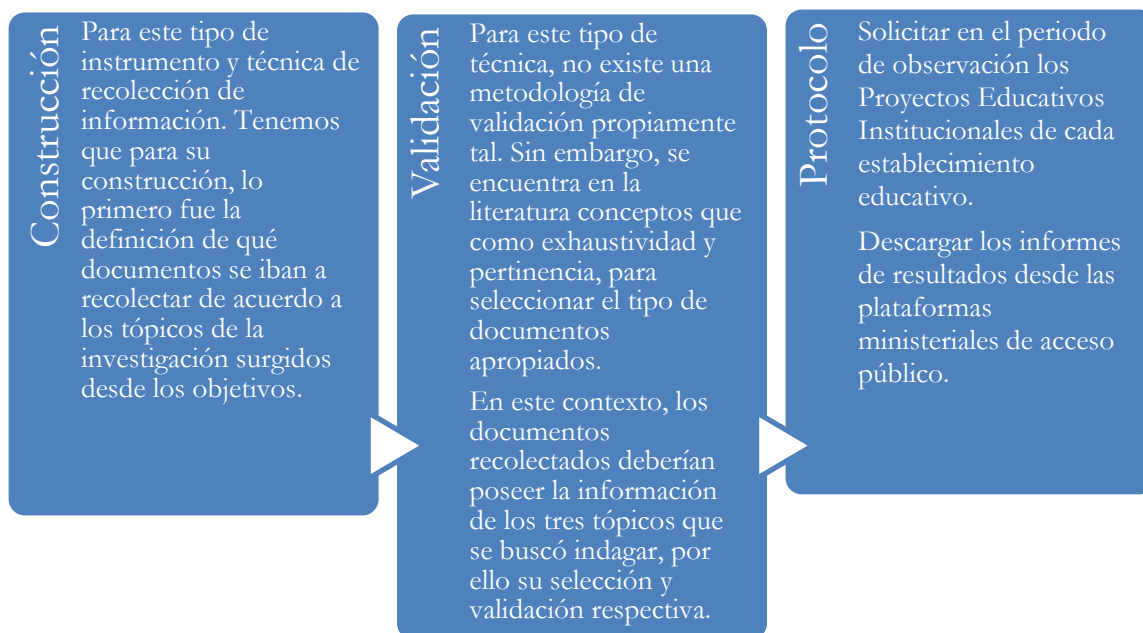 Construcción
Para este tipo de
instrumento y técnica de
recolección de
información. Tenemos
que para su
construcción, lo
primero fue la
definición de qué
documentos se iban a
recolectar de acuerdo a
los tópicos de la
investigación surgidos
desde los objetivos.
Validación
Para este tipo de
técnica, no existe una
metodología de
validación propiamente
tal. Sin embargo, se
encuentra en la
literatura conceptos que
como exhaustividad y
pertinencia, para
seleccionar el tipo de
documentos
apropiados.
En este contexto, los
documentos
recolectados deberían
poseer la información
de los tres tópicos que
se buscó indagar, por
ello su selección y
validación respectiva.
Protocolo
Solicitar en el periodo
de observación los
Proyectos Educativos
Institucionales de cada
establecimiento
educativo.
Descargar los informes
de resultados desde las
plataformas
ministeriales de acceso
público.